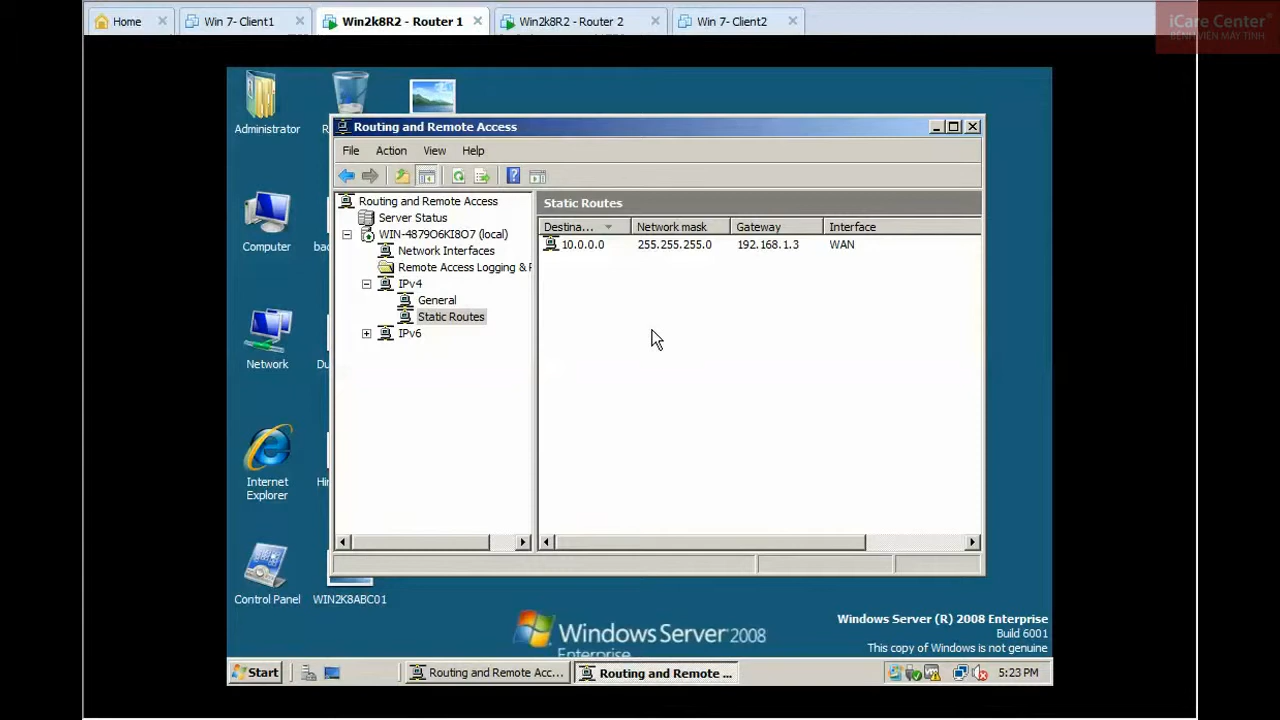 Home
Win 7- Client1
Win2k8R2 - Router 1
Win2k8R2 - Router 2
Win 7- Client2
iCare Center®
BỆNH VIỆN MÁY TÍNH
Administrator
Routing and Remote Access
File Action View Help
Routing and Remote Access
Server Status
WIN-4879O6KI8O7 (local)
Network Interfaces
Remote Access Logging &
IPv4
General
Static Routes
IPv6
Static Routes
Destina... Network mask Gateway Interface
10.0.0.0 255.255.255.0 192.168.1.3 WAN
Computer
Network
Internet
Explorer
Control Panel
WIN2K8ABC01
Windows Server 2008
Enterprise
Windows Server (R) 2008 Enterprise
Build 6001
This copy of Windows is not genuine
Start
Routing and Remote Acc...
Routing and Remote ...
5:23 PM